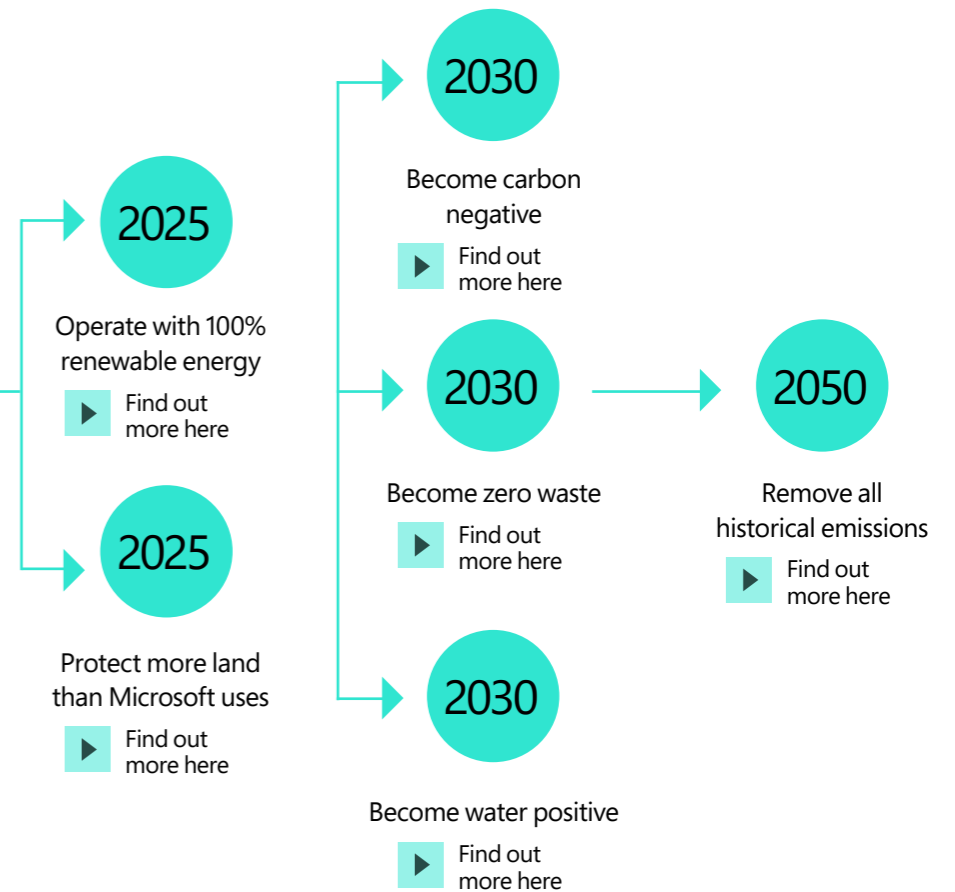 2025
Operate with 100%
renewable energy
Find out
more here
2025
Protect more land
than Microsoft uses
Find out
more here
2030
Become carbon
negative
Find out
more here
2030
Become zero waste
Find out
more here
2030
Become water positive
Find out
more here
2050
Remove all
historical emissions
Find out
more here